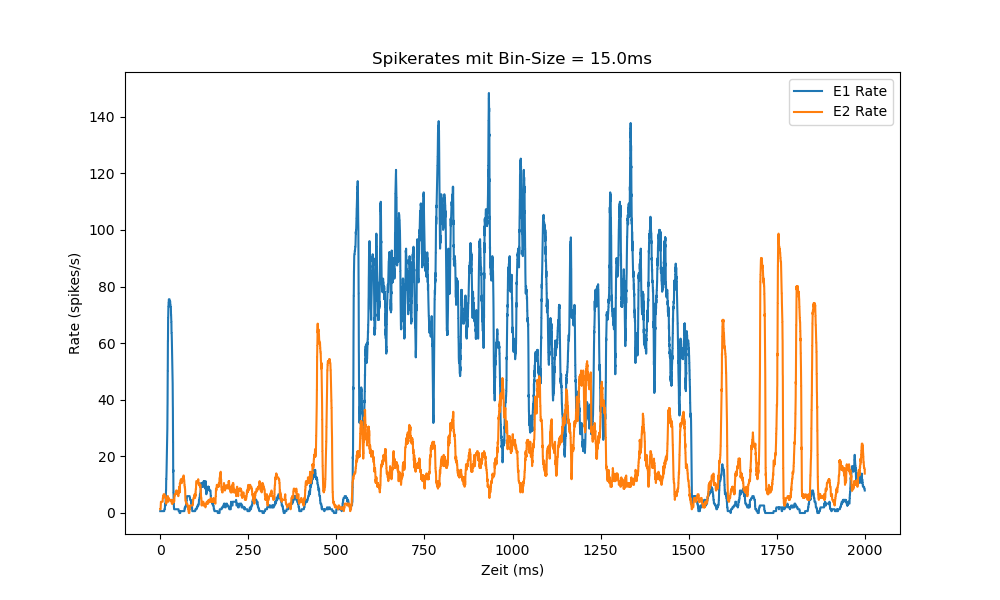 Spikerates mit Bin-Size = 15.0ms
E1 Rate
E2 Rate
140
120
100
80
60
40
20
0
Rate (spikes/s)
0 250 500 750 1000 1250 1500 1750 2000
Zeit (ms)